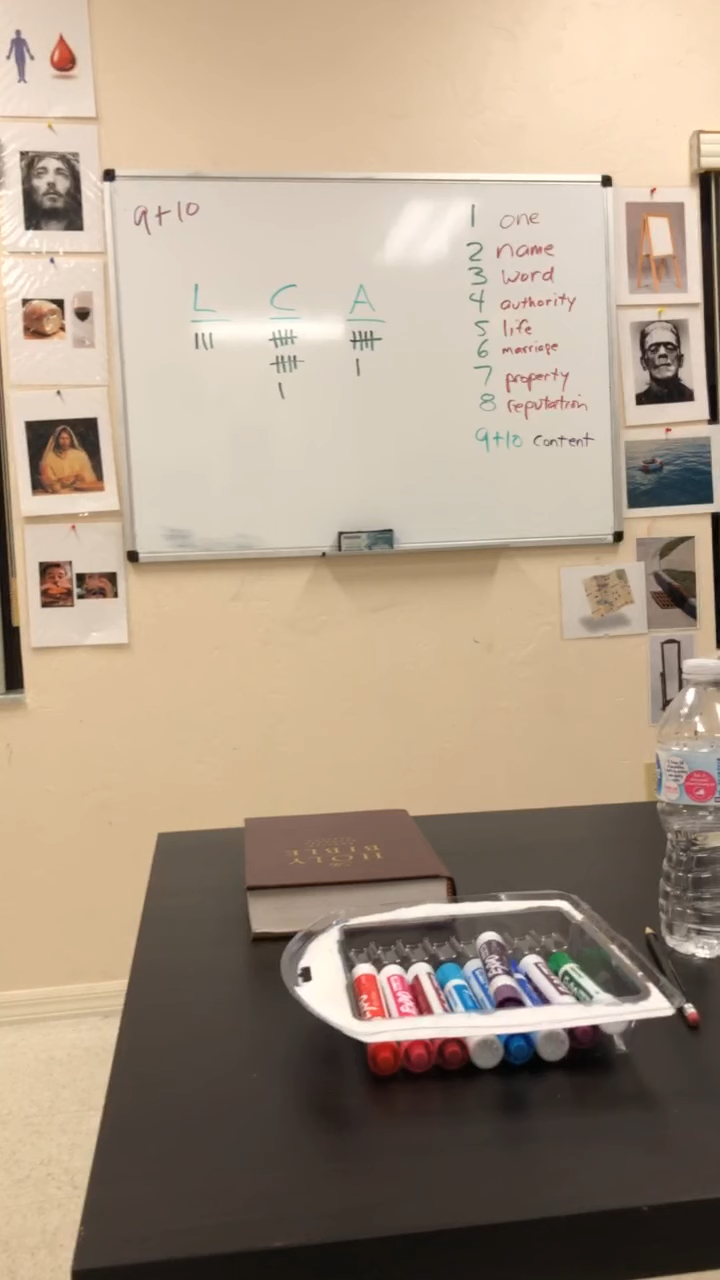 9+10
L C A
1 one
2 name
3 word
4 authority
5 life
6 marriage
7 property
8 reputation
9+10 content
HOLY
BIBLE
EXPO